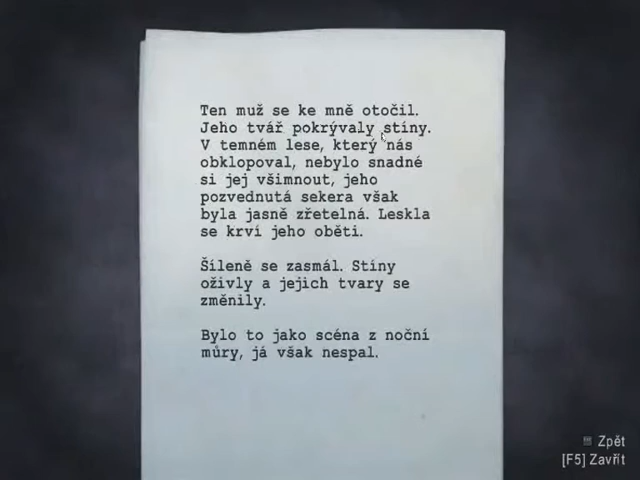 Ten muž se ke mně otočil.
Jeho tvář pokrývaly stíny.
V temném lese, který nás
obklopoval, nebylo snadné
si jej všimnout, jeho
pozvednutá sekera však
byla jasně zřetelná. Leskla
se krví jeho oběti.
Šíleně se zasmál. Stíny
oživly a jejich tvary se
změnily.
Bylo to jako scéna z noční
můry, já však nespal.
Zpět
[F5] Zavřít